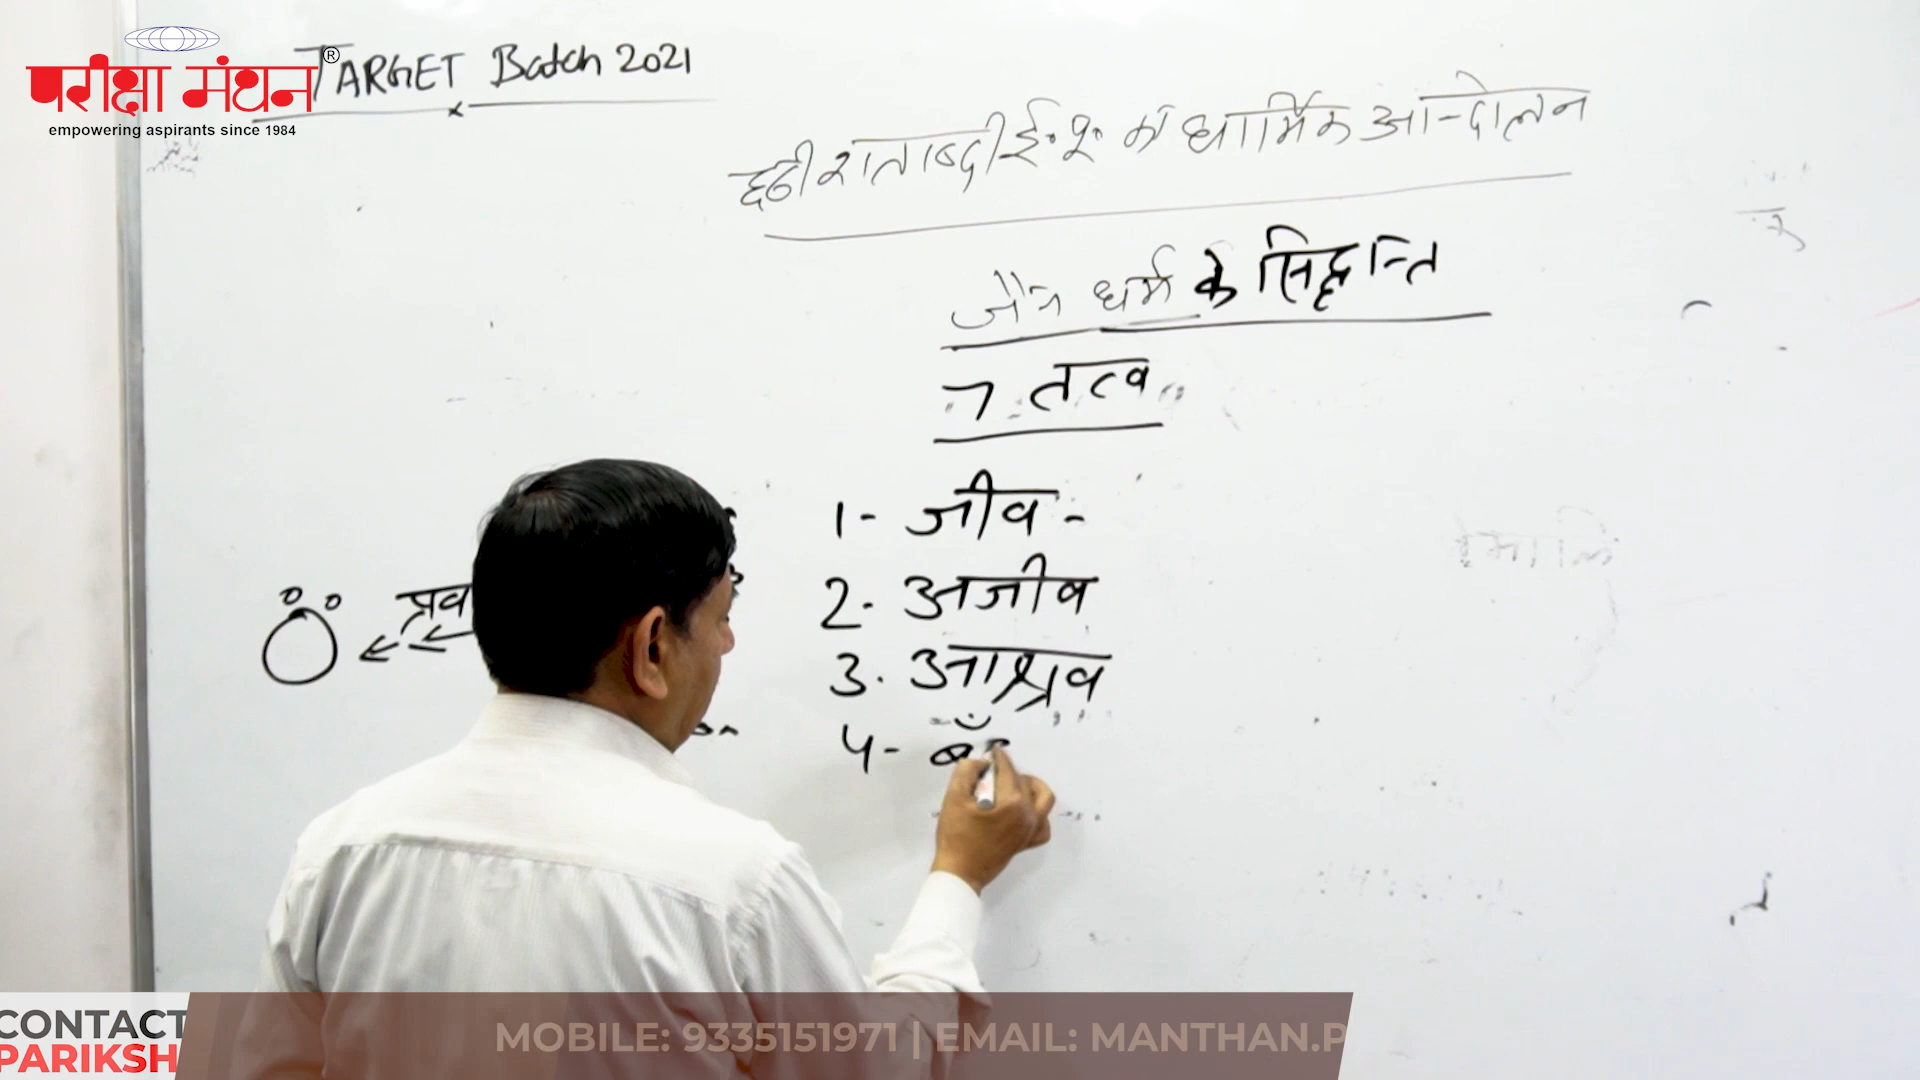 परीक्षा मंथन®
empowering aspirants since 1984
TARGET Batch 2021
छठी शताब्दी ई॰पू॰ के धार्मिक आन्दोलन
जैन धर्म के सिद्धान्त
7 तत्व
1- जीव -
2. अजीव
3. आश्रव
4-
CONTACT
PARIKSH
MOBILE: 9335151971 | EMAIL: MANTHAN.P